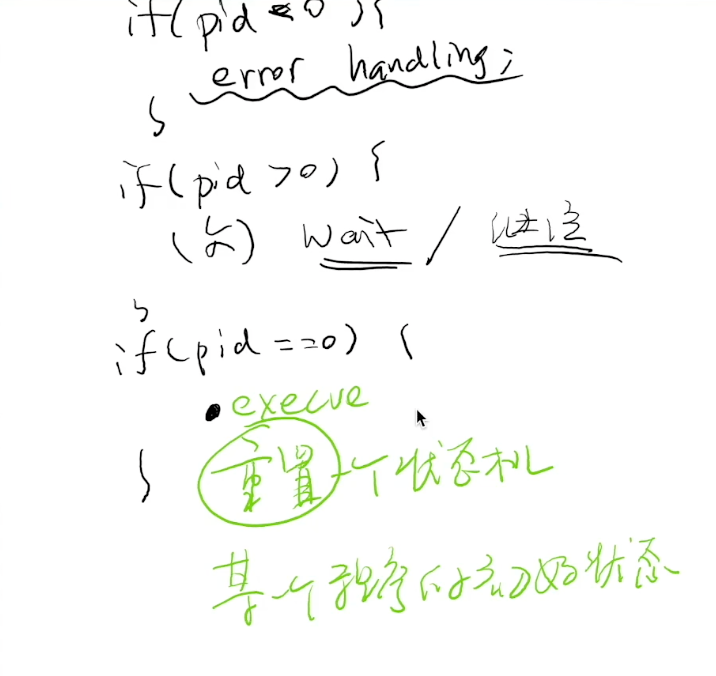 if(pid < 0 ){
error handling;
}
if(pid >0) {
(父) wait / 继续
}
if(pid ==0) {
execve
重置一个状态机
}
某个程序的初始状态